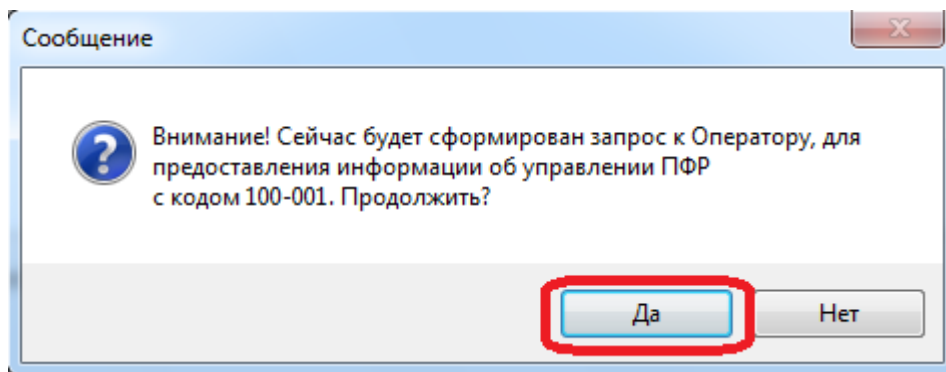 Сообщение
Внимание! Сейчас будет сформирован запрос к Оператору, для
предоставления информации об управлении ПФР
с кодом 100-001. Продолжить?
Да
Нет